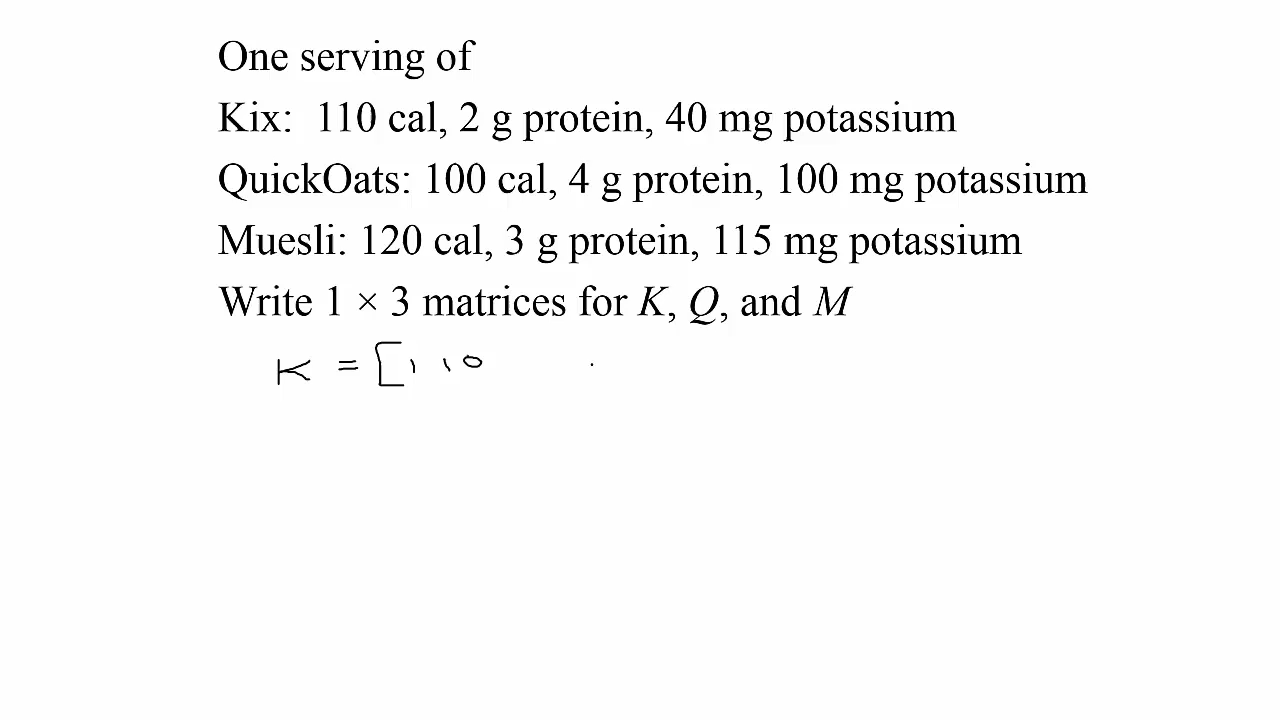 One serving of
Kix: 110 cal, 2 g protein, 40 mg potassium
QuickOats: 100 cal, 4 g protein, 100 mg potassium
Muesli: 120 cal, 3 g protein, 115 mg potassium
Write 1 × 3 matrices for K, Q, and M
K = [110